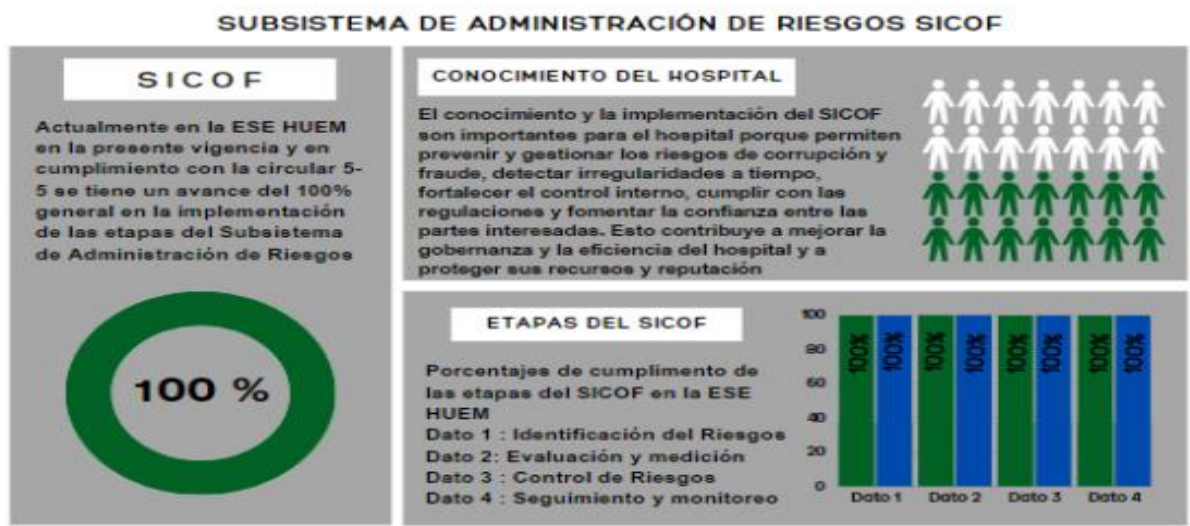 SUBSISTEMA DE ADMINISTRACIÓN DE RIESGOS SICOF
SICOF
Actualmente en la ESE HUEM
en la presente vigencia y en
cumplimiento con la circular 5-
5 se tiene un avance del 100%
general en la implementación
de las etapas del Subsistema
de Administración de Riesgos
100 %
CONOCIMIENTO DEL HOSPITAL
El conocimiento y la implementación del SICOF
son importantes para el hospital porque permiten
prevenir y gestionar los riesgos de corrupción y
fraude, detectar irregularidades a tiempo,
fortalecer el control interno, cumplir con las
regulaciones y fomentar la confianza entre las
partes interesadas. Esto contribuye a mejorar la
gobernanza y la eficiencia del hospital y a
proteger sus recursos y reputación
ETAPAS DEL SICOF
Porcentajes de cumplimento de
las etapas del SICOF en la ESE
HUEM
Dato 1 : Identificación del Riesgos
Dato 2: Evaluación y medición
Dato 3 : Control de Riesgos
Dato 4 : Seguimiento y monitoreo
100
80
60
40
20
0
100% 100% 100% 100% 100% 100% 100% 100%
Dato 1 Dato 2 Dato 3 Dato 4